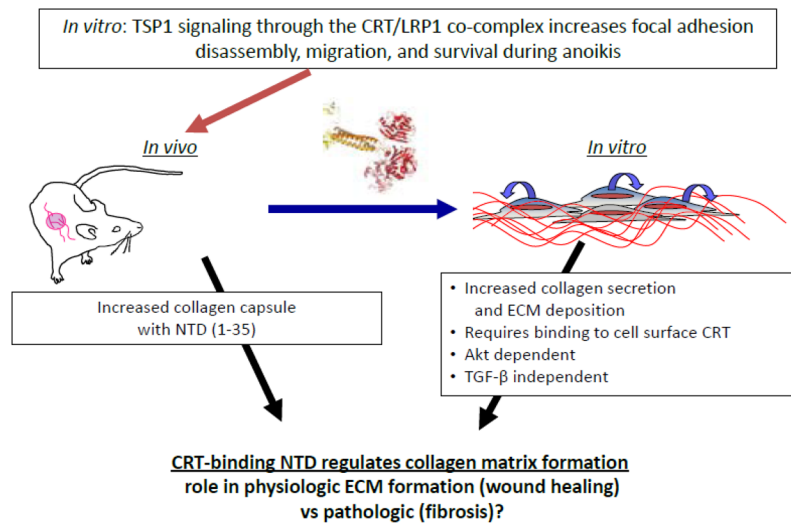 In vitro: TSP1 signaling through the CRT/LRP1 co-complex increases focal adhesion
disassembly, migration, and survival during anoikis
In vivo
In vitro
Increased collagen capsule
with NTD (1-35)
• Increased collagen secretion
and ECM deposition
• Requires binding to cell surface CRT
• Akt dependent
• TGF-β independent
CRT-binding NTD regulates collagen matrix formation
role in physiologic ECM formation (wound healing)
vs pathologic (fibrosis)?